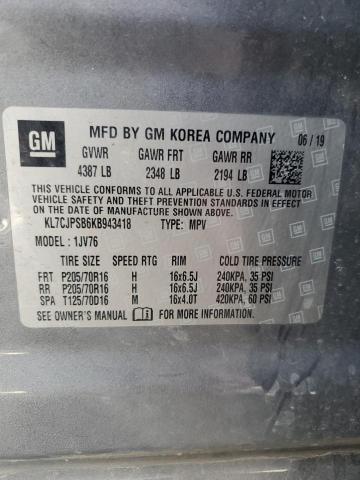 GM
MFD BY GM KOREA COMPANY 06 / 19
GVWR GAWR FRT GAWR RR
4387 LB 2348 LB 2194 LB
THIS VEHICLE CONFORMS TO ALL APPLICABLE U.S. FEDERAL MOTOR
VEHICLE SAFETY AND THEFT PREVENTION STANDARDS IN EFFECT
ON THE DATE OF MANUFACTURE SHOWN ABOVE.
KL7CJPSB6KB943418 TYPE: MPV
MODEL : 1JV76
TIRE SIZE SPEED RTG RIM COLD TIRE PRESSURE
FRT P205/70R16 H 16x6.5J 240KPA, 35 PSI
RR P205/70R16 H 16x6.5J 240KPA, 35 PSI
SPA T125/70D16 M 16x4.0T 420KPA, 60 PSI
SEE OWNER'S MANUAL FOR MORE INFORMATION.